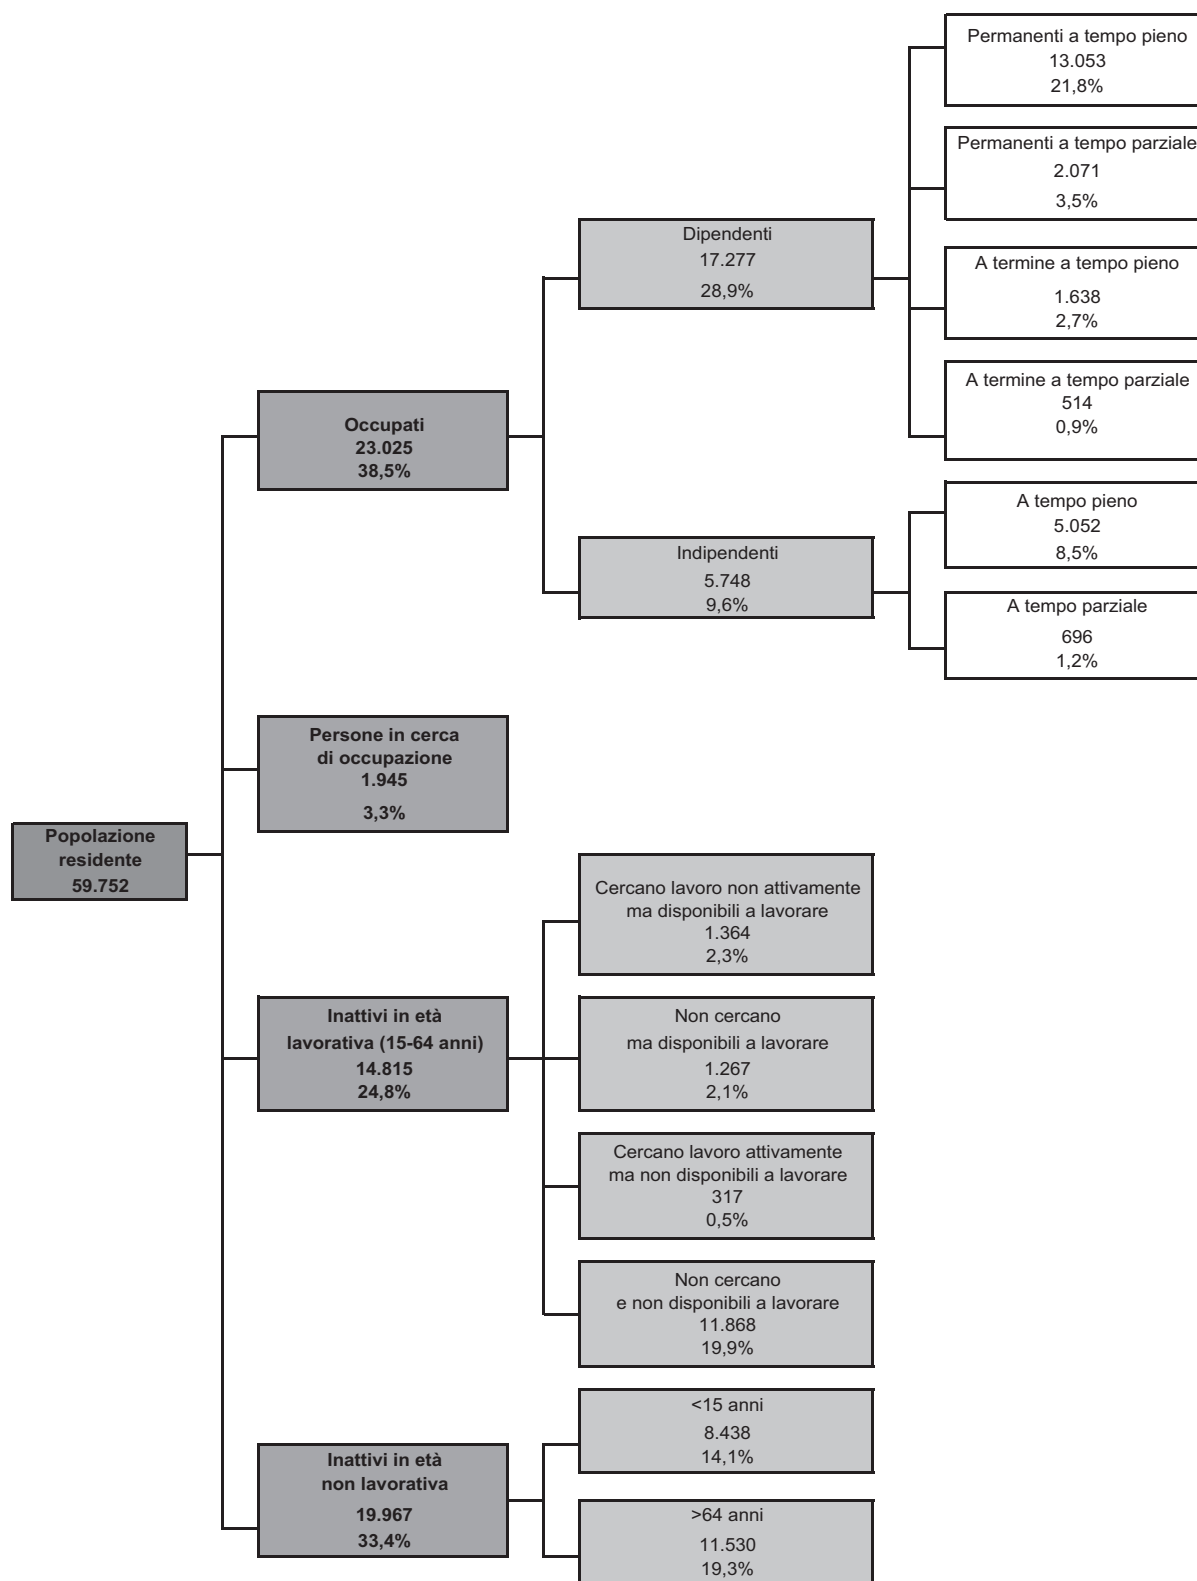 Popolazione
residente
59.752
Occupati
23.025
38,5%
Dipendenti
17.277
28,9%
Permanenti a tempo pieno
13.053
21,8%
Permanenti a tempo parziale
2.071
3,5%
A termine a tempo pieno
1.638
2,7%
A termine a tempo parziale
514
0,9%
Indipendenti
5.748
9,6%
A tempo pieno
5.052
8,5%
A tempo parziale
696
1,2%
Persone in cerca
di occupazione
1.945
3,3%
Inattivi in età
lavorativa (15-64 anni)
14.815
24,8%
Cercano lavoro non attivamente
ma disponibili a lavorare
1.364
2,3%
Non cercano
ma disponibili a lavorare
1.267
2,1%
Cercano lavoro attivamente
ma non disponibili a lavorare
317
0,5%
Non cercano
e non disponibili a lavorare
11.868
19,9%
Inattivi in età
non lavorativa
19.967
33,4%
<15 anni
8.438
14,1%
>64 anni
11.530
19,3%